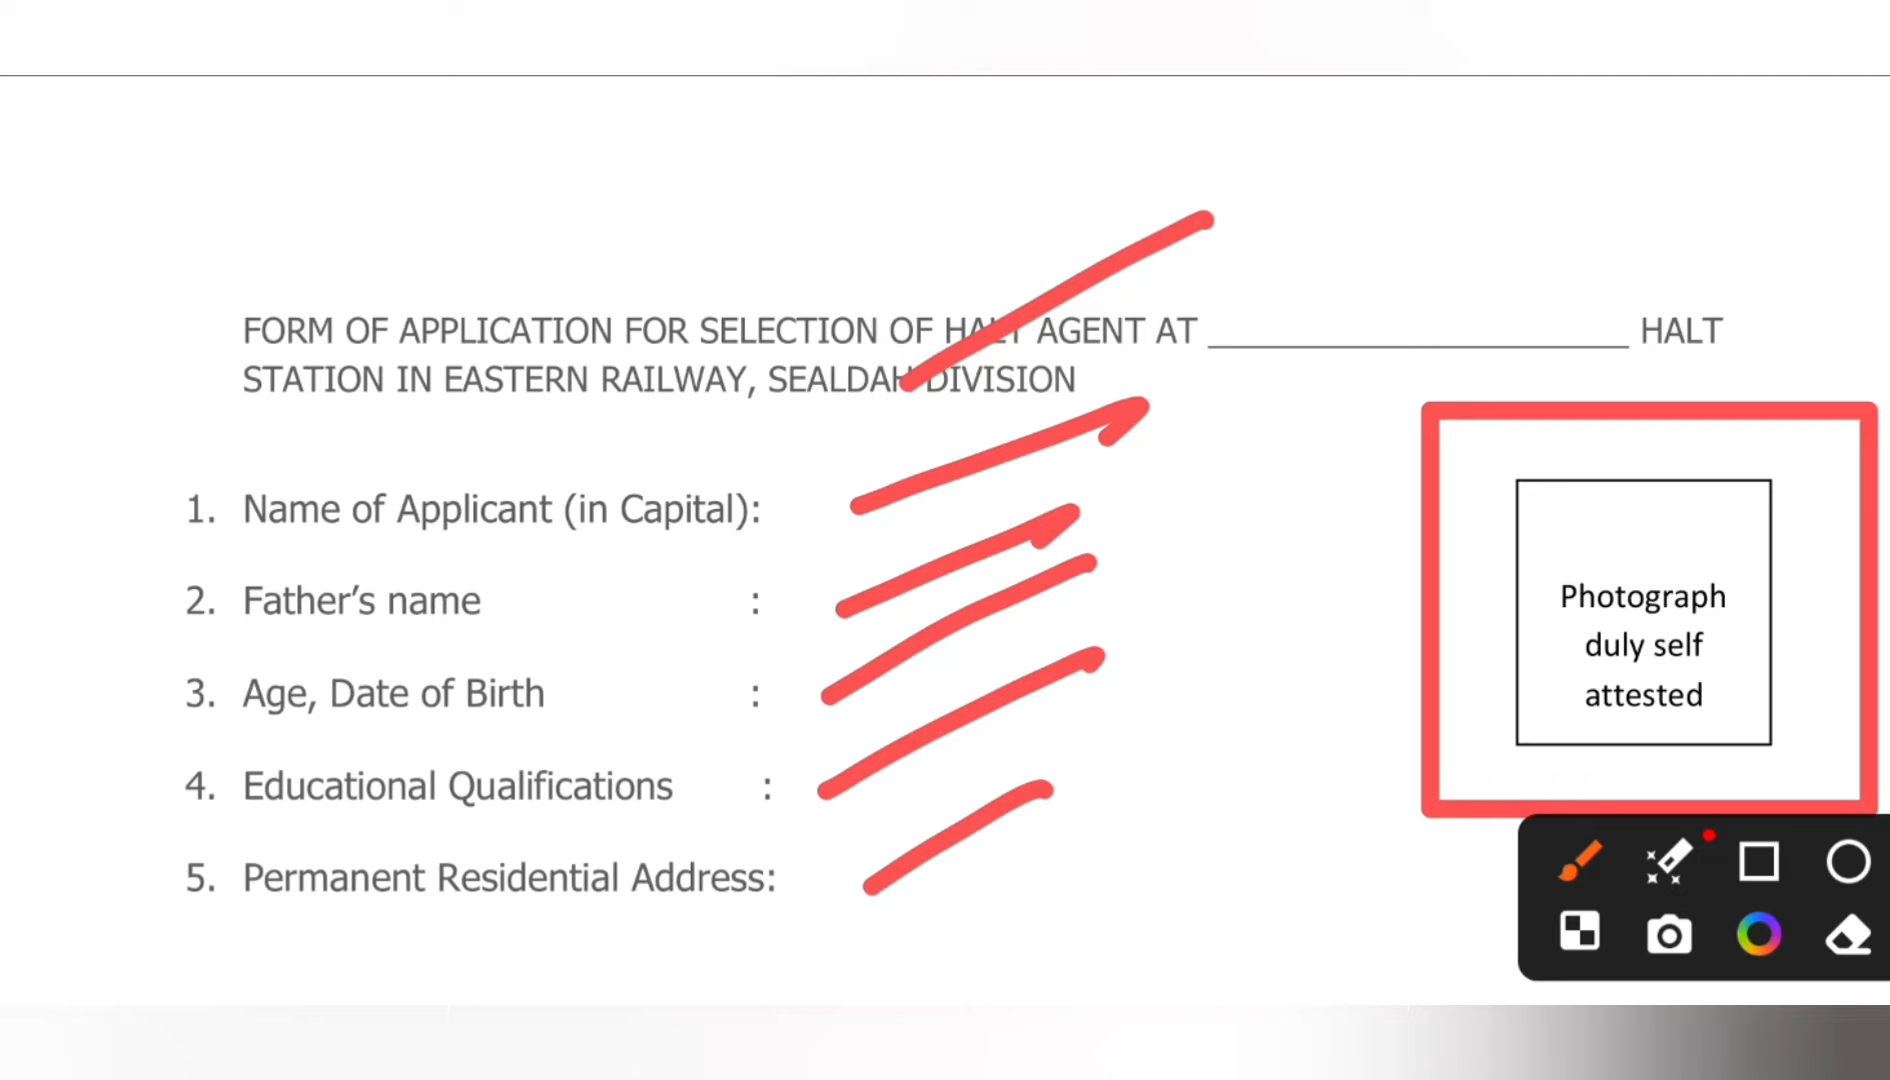 FORM OF APPLICATION FOR SELECTION OF HALT AGENT AT ______________________ HALT
STATION IN EASTERN RAILWAY, SEALDAH DIVISION
1. Name of Applicant (in Capital):
2. Father’s name :
3. Age, Date of Birth :
4. Educational Qualifications :
5. Permanent Residential Address:
Photograph
duly self
attested